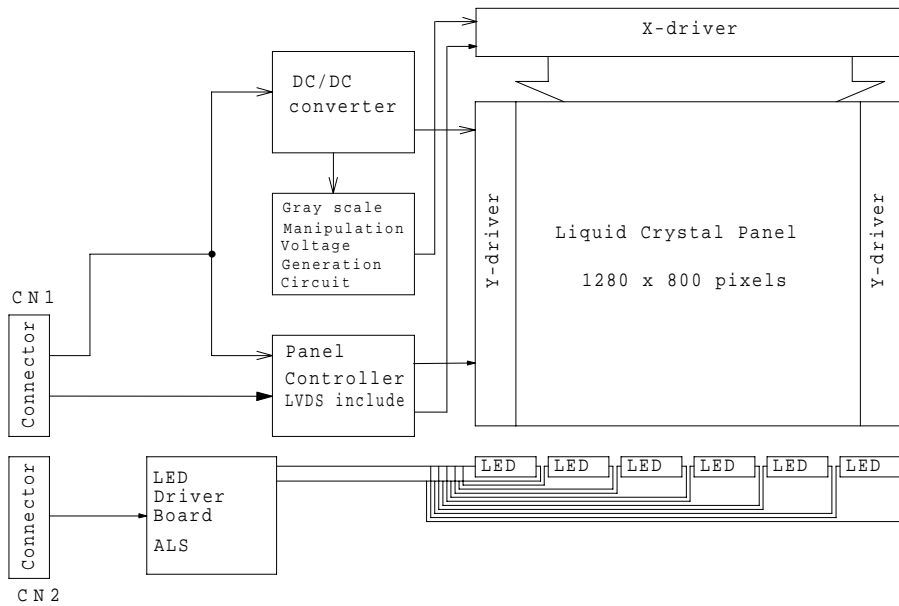 X-driver
DC/DC
converter
Gray scale
Manipulation
Voltage
Generation
Circuit
Y-driver
Liquid Crystal Panel
1280 x 800 pixels
Y-driver
CN1
Connector
Panel
Controller
LVDS include
Connector
CN2
LED
Driver
Board
ALS
LED
LED
LED
LED
LED
LED